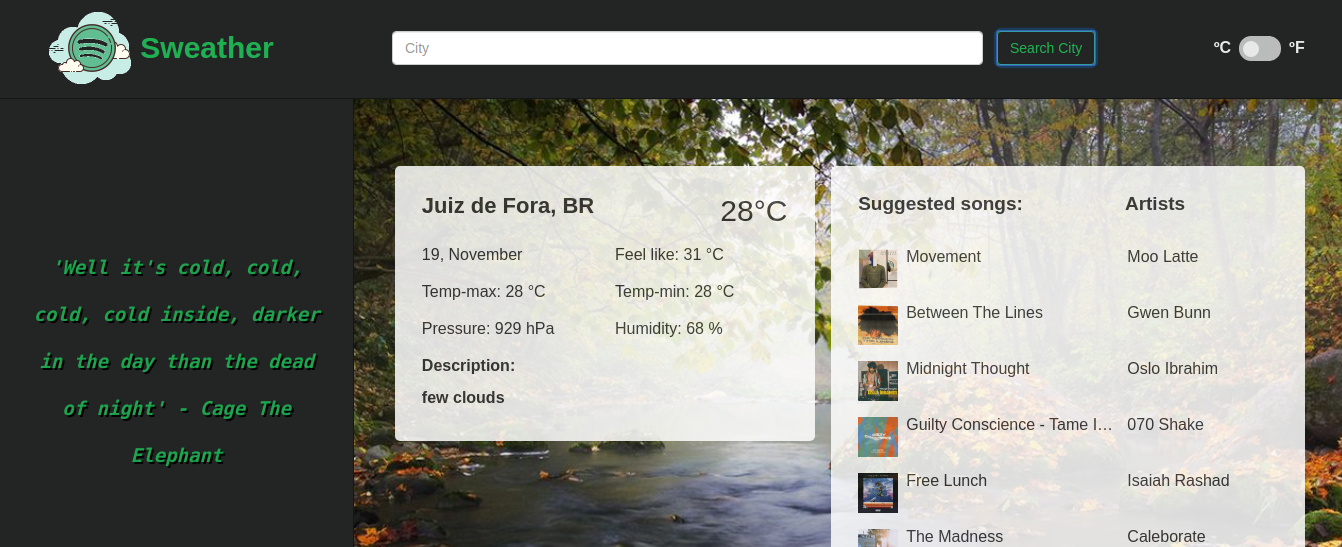 Sweather
City
Search City
ºC ºF
'Well it's cold, cold,
cold, cold inside, darker
in the day than the dead
of night' - Cage The
Elephant
Juiz de Fora, BR
28°C
19, November
Feel like: 31 °C
Temp-max: 28 °C
Temp-min: 28 °C
Pressure: 929 hPa
Humidity: 68 %
Description:
few clouds
Suggested songs: Artists
Movement Moo Latte
Between The Lines Gwen Bunn
Midnight Thought Oslo Ibrahim
Guilty Conscience - Tame I... 070 Shake
Free Lunch Isaiah Rashad
The Madness Caleborate